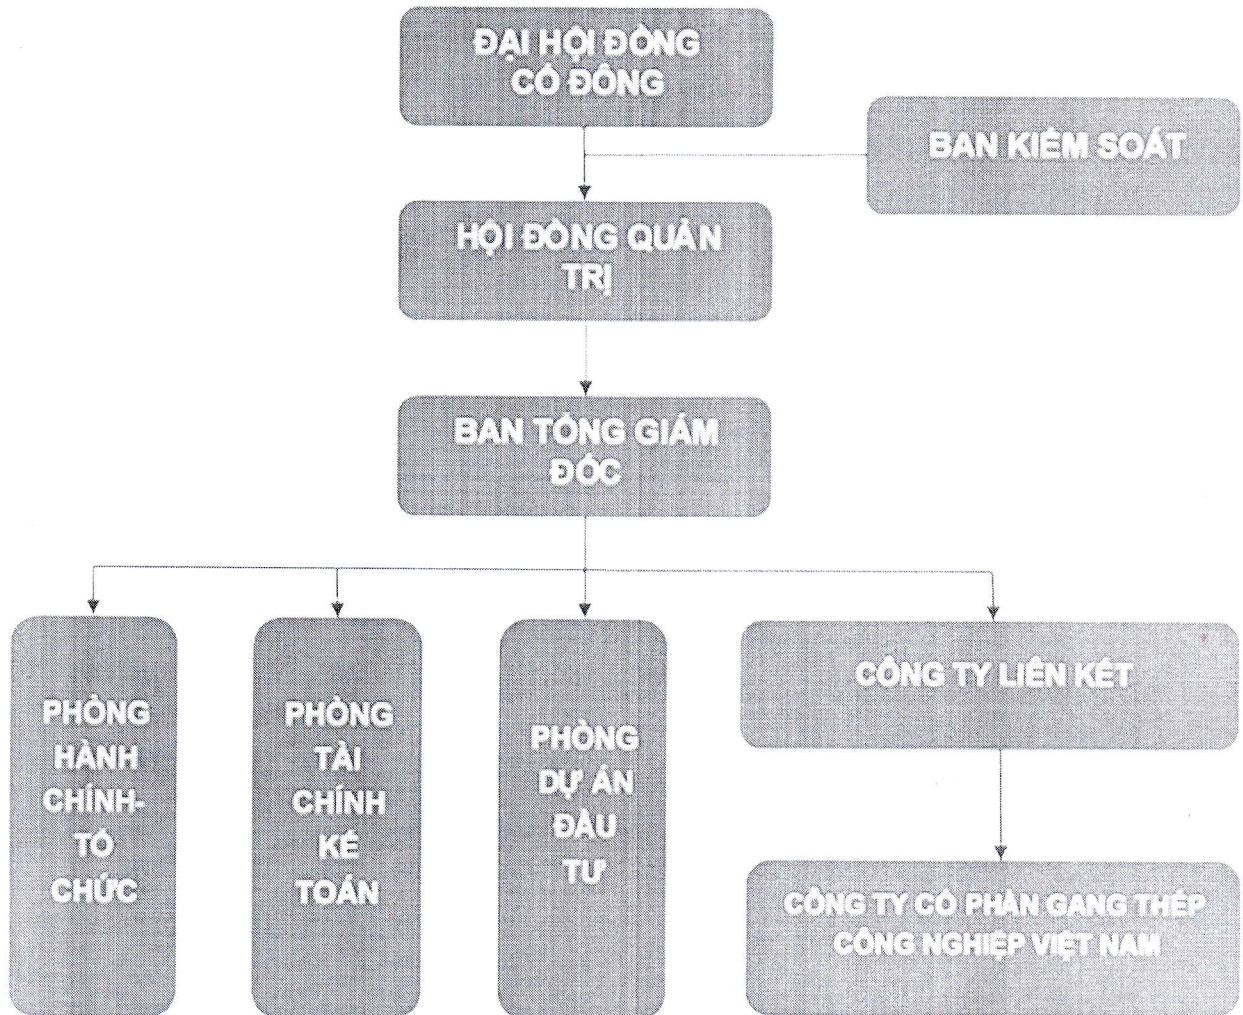 ĐẠI HỘI ĐỒNG
CỔ ĐÔNG
BAN KIỂM SOÁT
HỘI ĐỒNG QUẢN
TRỊ
BAN TỔNG GIÁM
ĐỐC
PHÒNG
HÀNH
CHÍNH-
TỔ
CHỨC
PHÒNG
TÀI
CHÍNH
KẾ
TOÁN
PHÒNG
DỰ ÁN
ĐẦU
TƯ
CÔNG TY LIÊN KẾT
CÔNG TY CỔ PHẦN GANG THÉP
CÔNG NGHIỆP VIỆT NAM